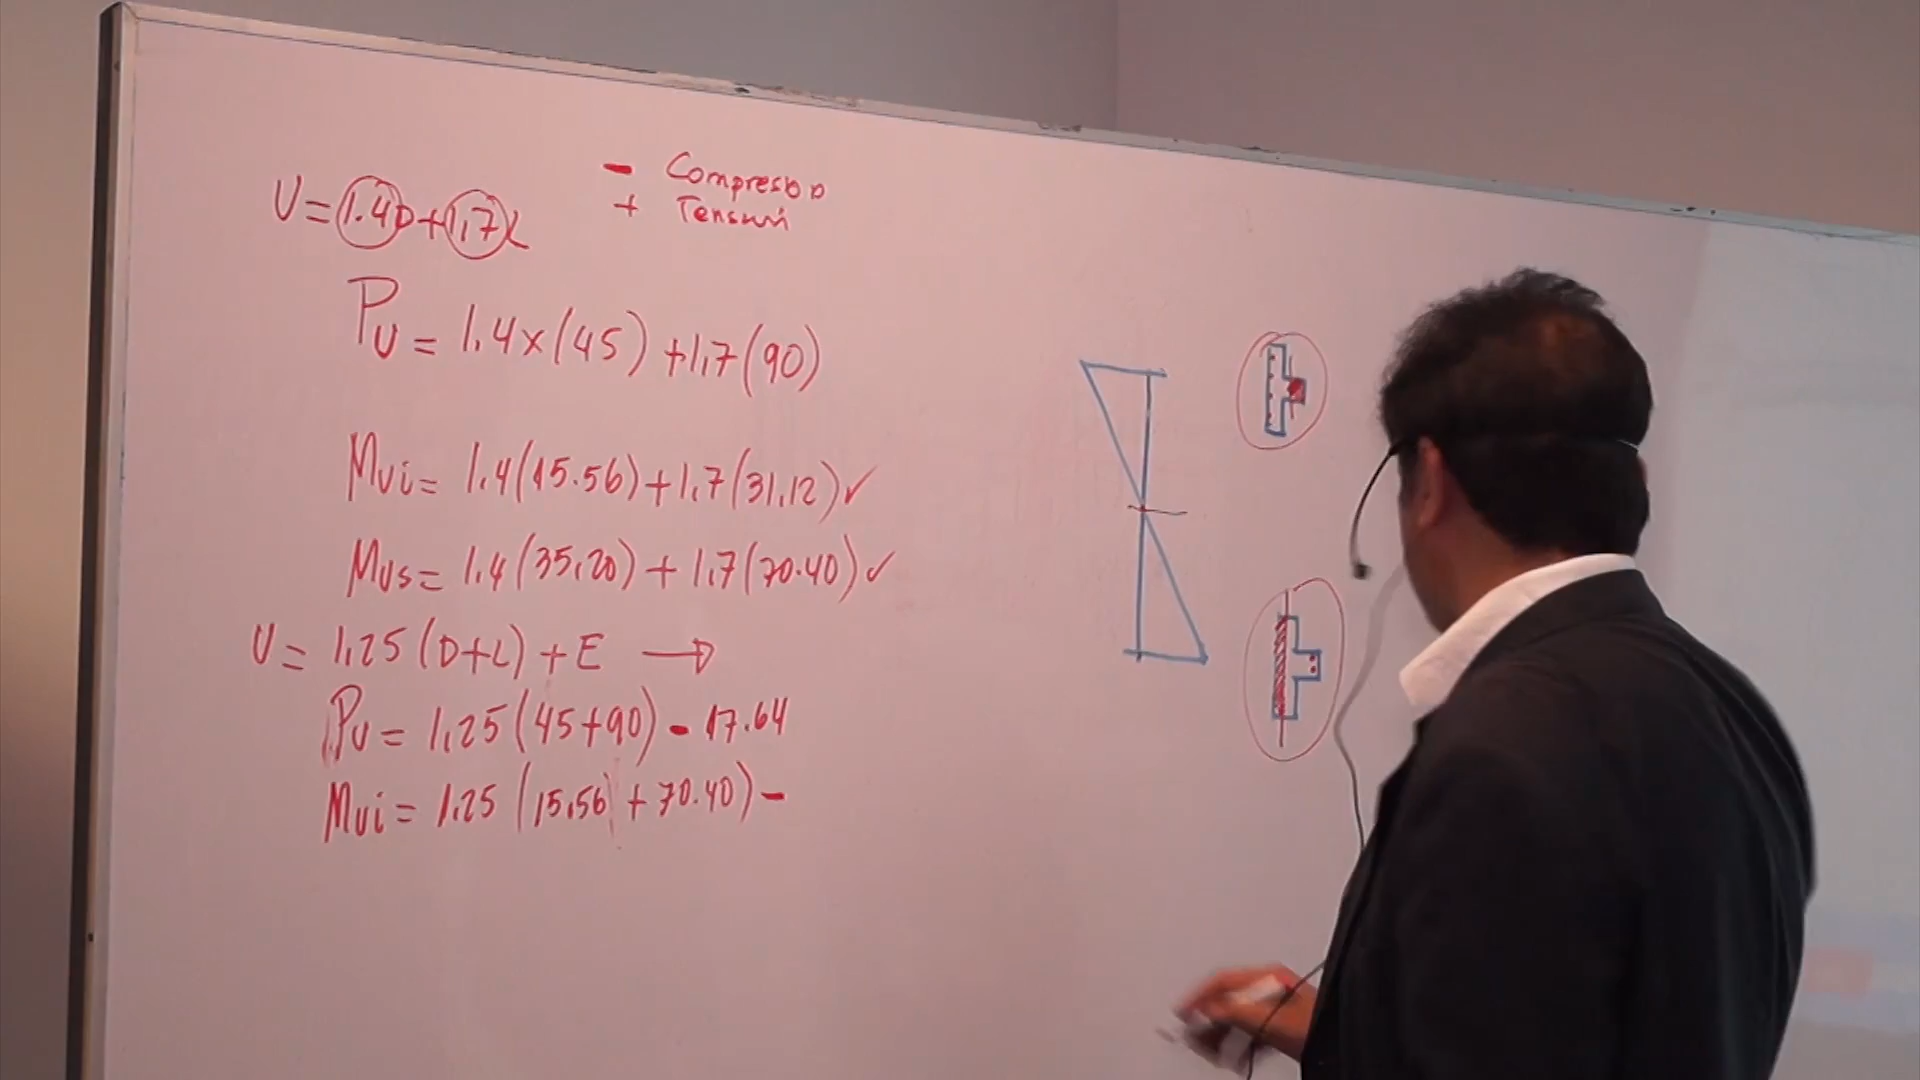 - Compresion
+ Tension
U = 1.4D + 1.7L
Pu = 1.4x(45) + 1.7(90)
Mui = 1.4(15.56) + 1.7(31.12) ✓
Mus = 1.4(35.20) + 1.7(70.40) ✓
U = 1.25(D+L) + E →
Pu = 1.25(45+90) - 17.64
Mui = 1.25(15.56 + 70.40) -